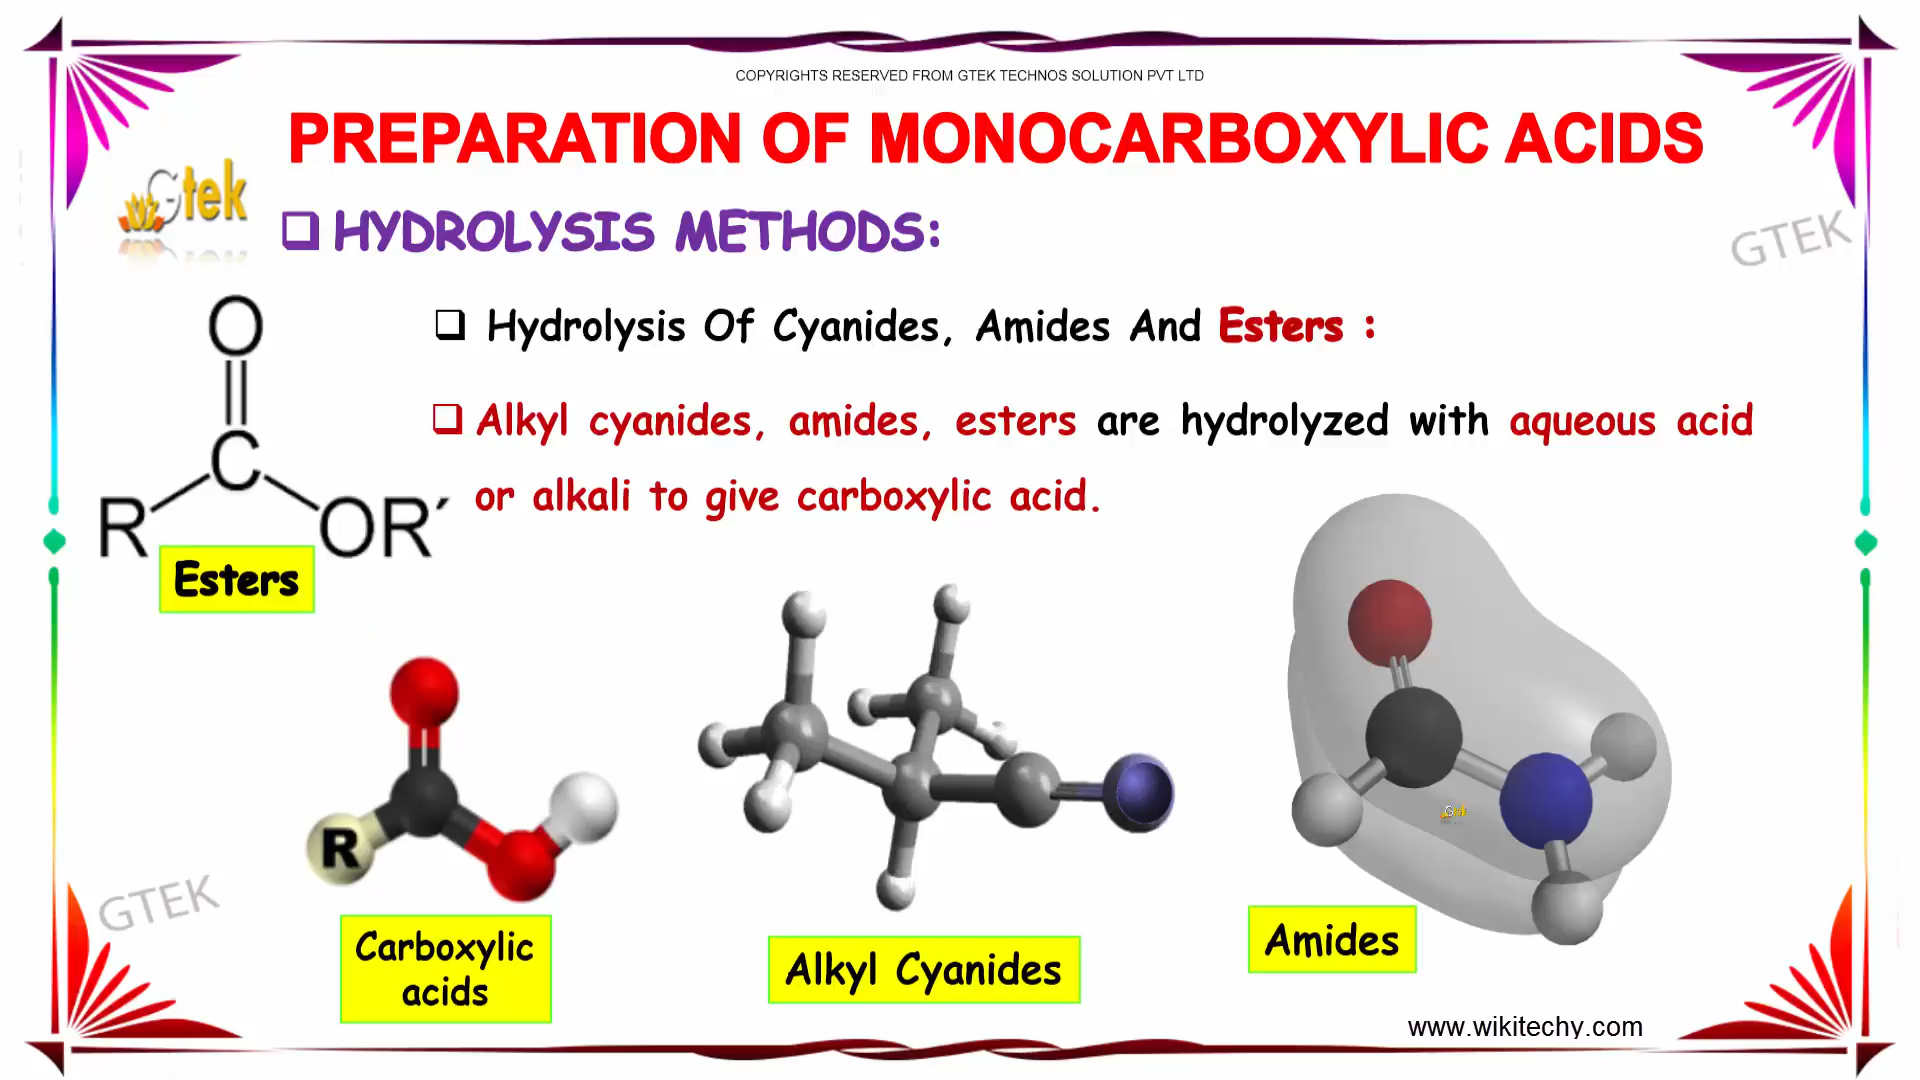 COPYRIGHTS RESERVED FROM GTEK TECHNOS SOLUTION PVT LTD
PREPARATION OF MONOCARBOXYLIC ACIDS
Gtek
HYDROLYSIS METHODS:
GTEK
Hydrolysis Of Cyanides, Amides And Esters :
Alkyl cyanides, amides, esters are hydrolyzed with aqueous acid
or alkali to give carboxylic acid.
O
C
R OR´
Esters
R
Gtek
GTEK
Carboxylic
acids
Alkyl Cyanides
Amides
www.wikitechy.com